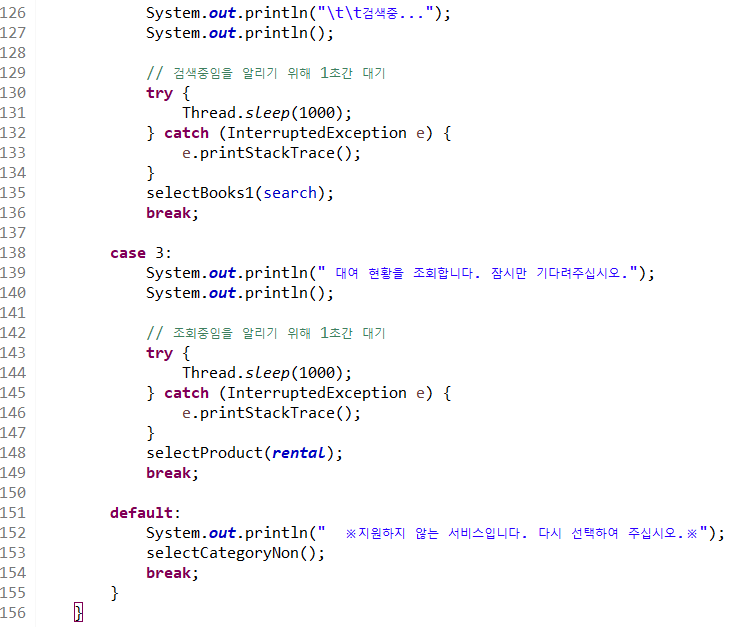 126 System.out.println("\t\t검색중...");
127 System.out.println();
128
129 // 검색중임을 알리기 위해 1초간 대기
130 try {
131 Thread.sleep(1000);
132 } catch (InterruptedException e) {
133 e.printStackTrace();
134 }
135 selectBooks1(search);
136 break;
137
138 case 3:
139 System.out.println(" 대여 현황을 조회합니다. 잠시만 기다려주십시오.");
140 System.out.println();
141
142 // 조회중임을 알리기 위해 1초간 대기
143 try {
144 Thread.sleep(1000);
145 } catch (InterruptedException e) {
146 e.printStackTrace();
147 }
148 selectProduct(rental);
149 break;
150
151 default:
152 System.out.println("  ※지원하지 않는 서비스입니다. 다시 선택하여 주십시오.※");
153 selectCategoryNon();
154 break;
155 }
156 }